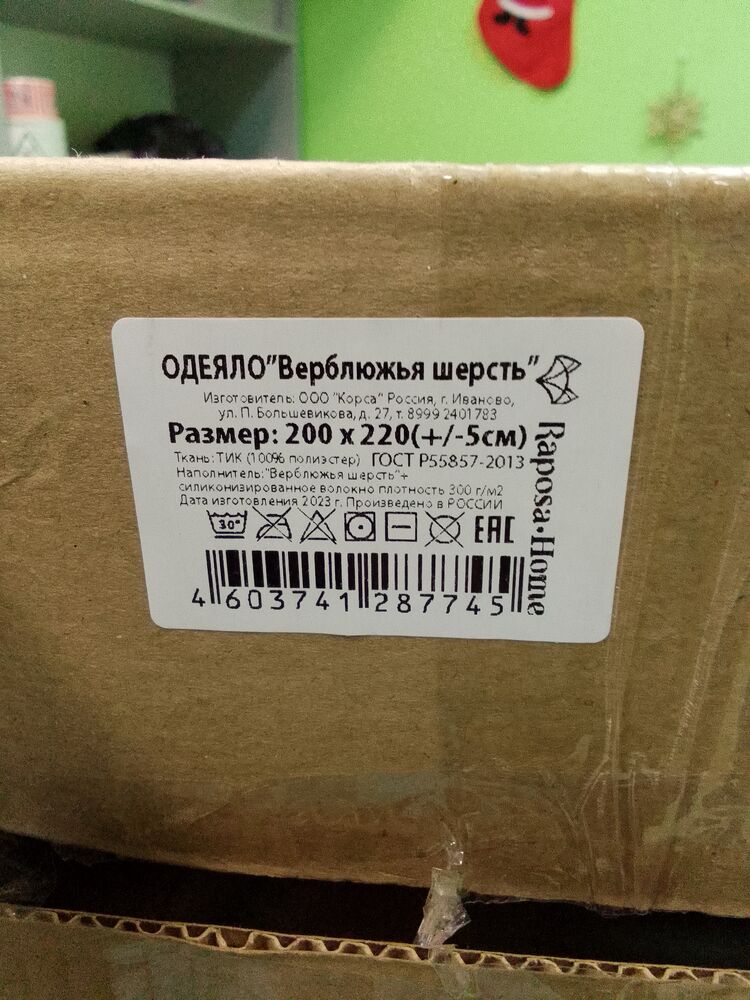 ОДЕЯЛО"Верблюжья шерсть"
Изготовитель: ООО "Корса" Россия, г. Иваново,
ул. П. Большевикова, д. 27, т. 8999 2401783
Размер: 200 х 220(+/-5см)
Ткань: ТИК (100% полиэстер) ГОСТ Р55857-2013
Наполнитель:"Верблюжья шерсть"+
силиконизированное волокно плотность 300 г/м2
Дата изготовления 2023 г. Произведено в РОССИИ
30° EAC
4 603741 287745
Raposa·Home